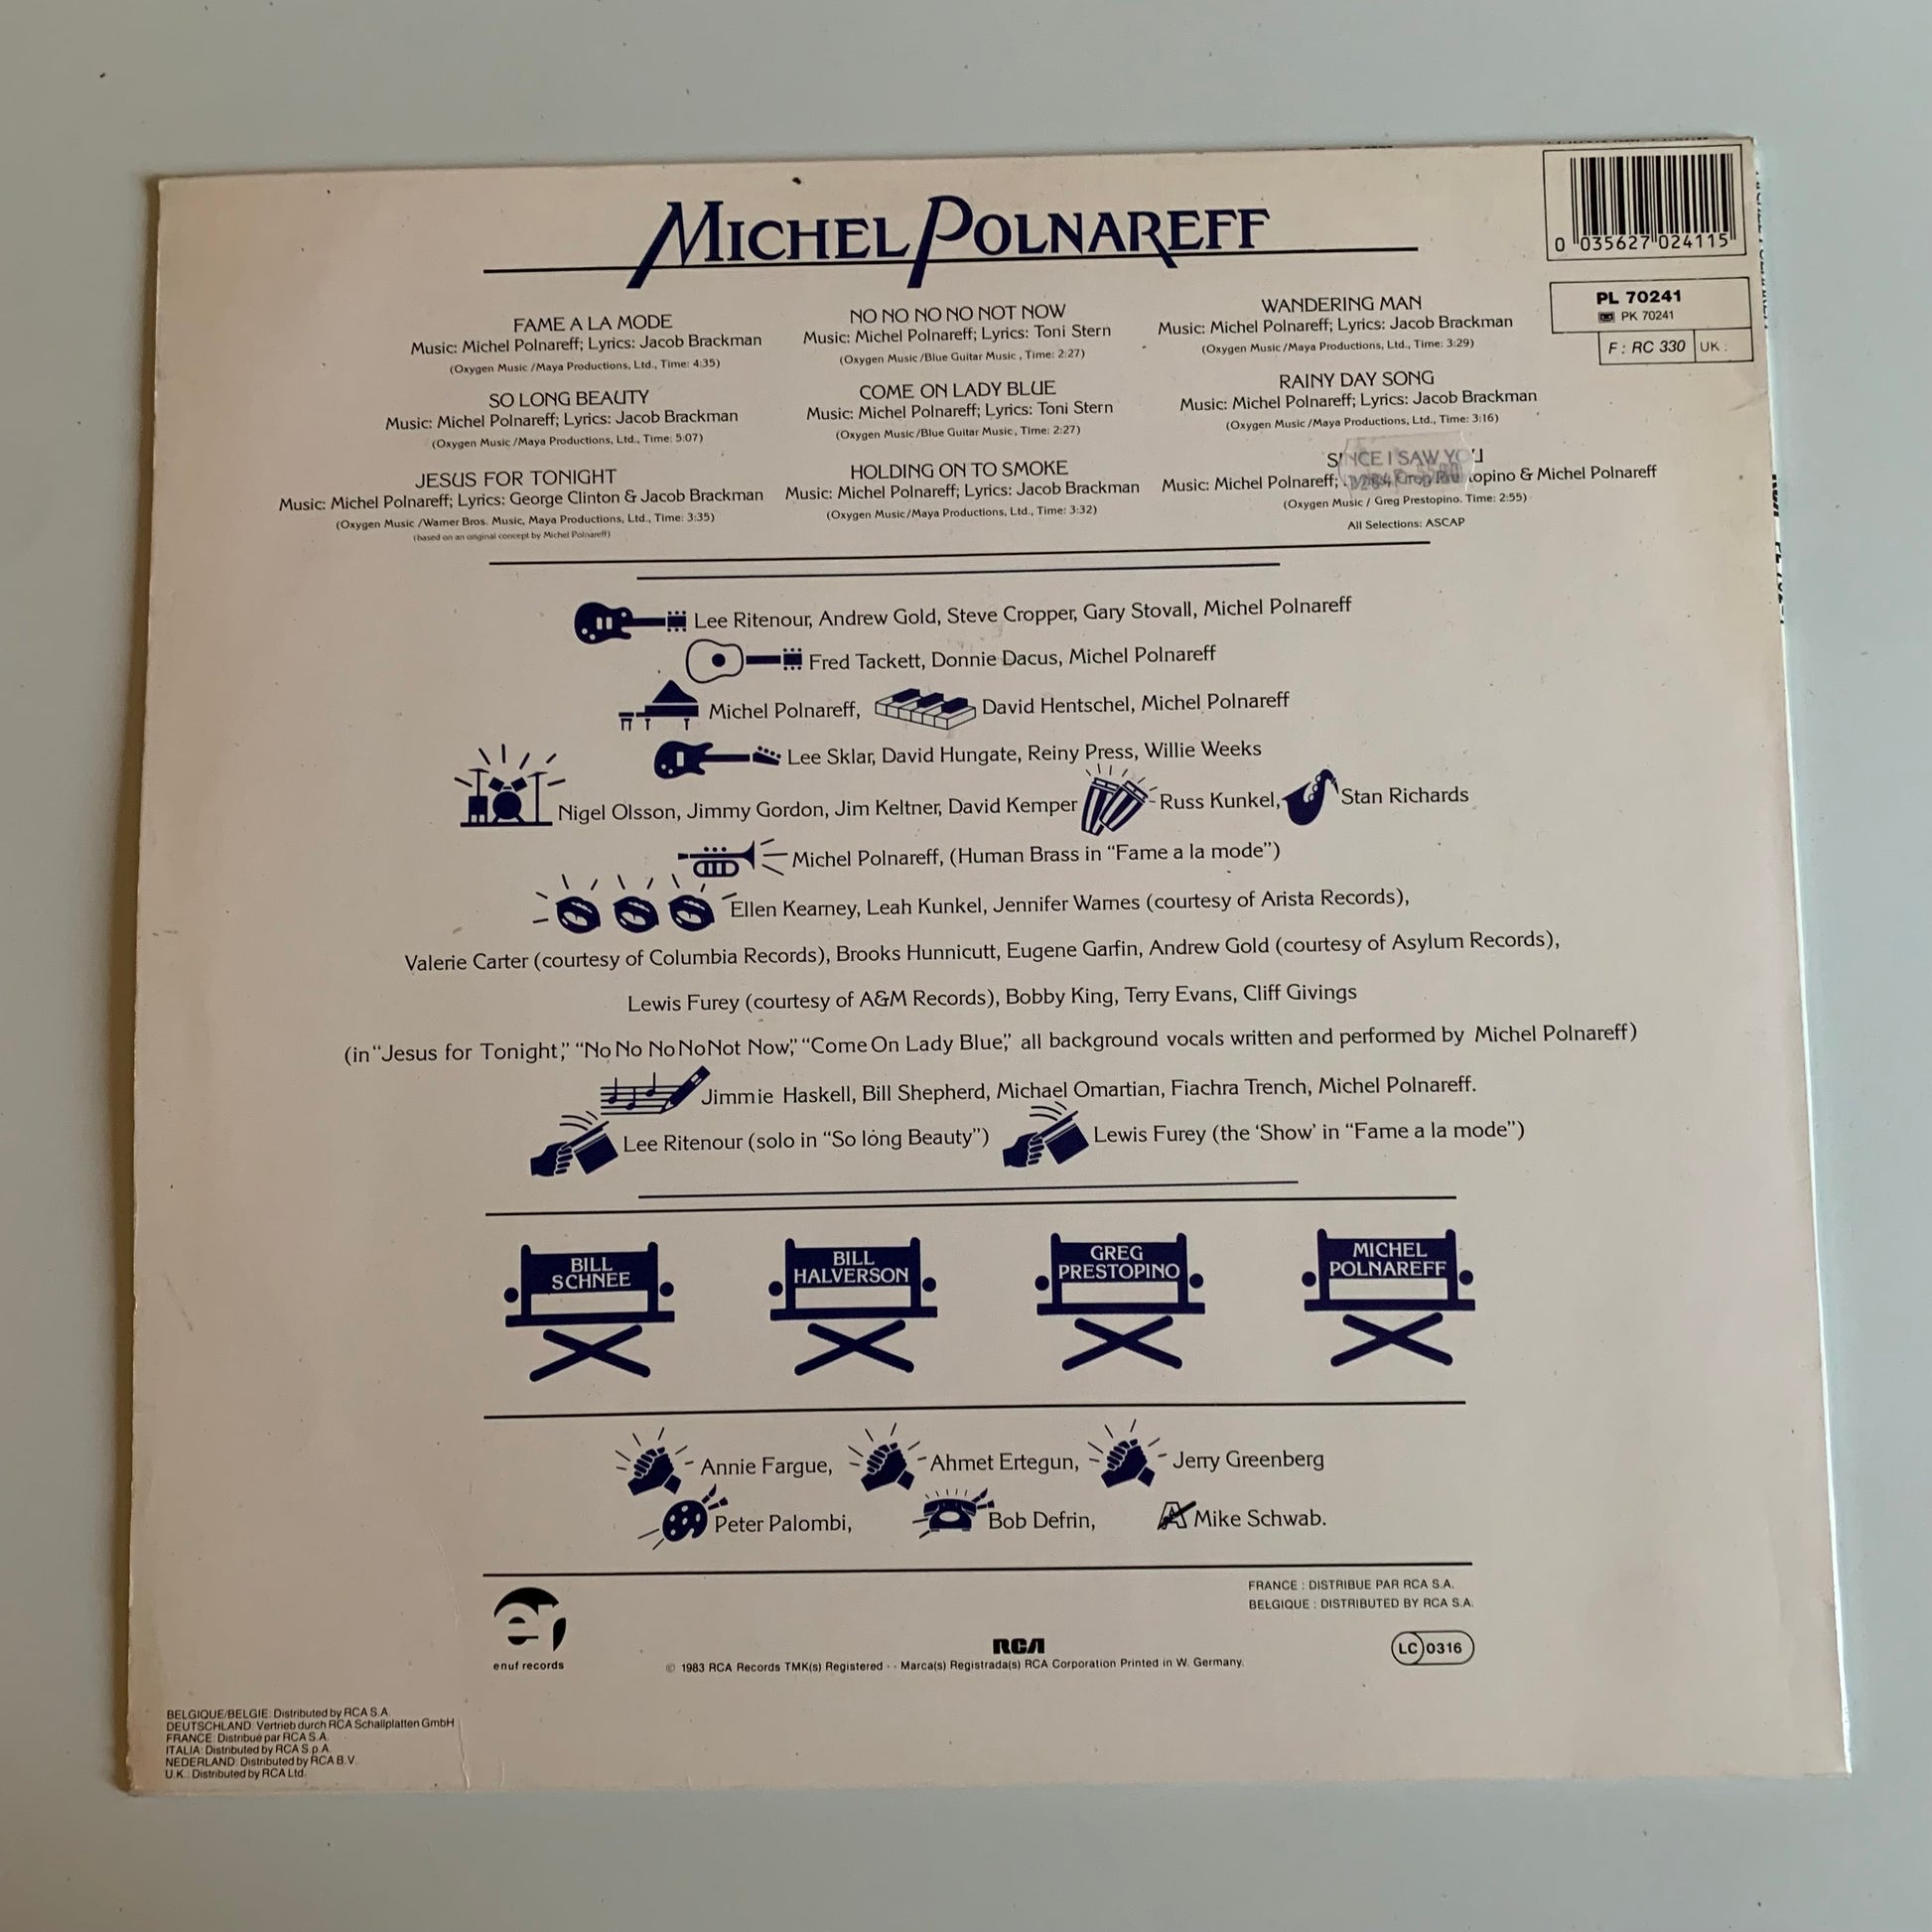 MICHEL POLNAREFF
0 035627 024115
PL 70241
PK 70241
F : RC 330 UK :
FAME A LA MODE
Music: Michel Polnareff; Lyrics: Jacob Brackman
(Oxygen Music /Maya Productions, Ltd., Time: 4:35)
SO LONG BEAUTY
Music: Michel Polnareff; Lyrics: Jacob Brackman
(Oxygen Music /Maya Productions, Ltd., Time: 5:07)
JESUS FOR TONIGHT
Music: Michel Polnareff; Lyrics: George Clinton & Jacob Brackman
(Oxygen Music /Warner Bros. Music, Maya Productions, Ltd., Time: 3:35)
(based on an original concept by Michel Polnareff)
NO NO NO NO NOT NOW
Music: Michel Polnareff; Lyrics: Toni Stern
(Oxygen Music /Blue Guitar Music, Time: 2:27)
COME ON LADY BLUE
Music: Michel Polnareff; Lyrics: Toni Stern
(Oxygen Music /Blue Guitar Music, Time: 2:27)
HOLDING ON TO SMOKE
Music: Michel Polnareff; Lyrics: Jacob Brackman
(Oxygen Music /Maya Productions, Ltd., Time: 3:32)
WANDERING MAN
Music: Michel Polnareff; Lyrics: Jacob Brackman
(Oxygen Music /Maya Productions, Ltd., Time: 3:29)
RAINY DAY SONG
Music: Michel Polnareff; Lyrics: Jacob Brackman
(Oxygen Music /Maya Productions, Ltd., Time: 3:16)
SINCE I SAW YOU
Music: Michel Polnareff; & Michel Polnareff
(Oxygen Music / Greg Prestopino. Time: 2:55)
All Selections: ASCAP
Lee Ritenour, Andrew Gold, Steve Cropper, Gary Stovall, Michel Polnareff
Fred Tackett, Donnie Dacus, Michel Polnareff
Michel Polnareff, David Hentschel, Michel Polnareff
Lee Sklar, David Hungate, Reiny Press, Willie Weeks
Nigel Olsson, Jimmy Gordon, Jim Keltner, David Kemper Russ Kunkel, Stan Richards
Michel Polnareff, (Human Brass in “Fame a la mode”)
Ellen Kearney, Leah Kunkel, Jennifer Warnes (courtesy of Arista Records),
Valerie Carter (courtesy of Columbia Records), Brooks Hunnicutt, Eugene Garfin, Andrew Gold (courtesy of Asylum Records),
Lewis Furey (courtesy of A&M Records), Bobby King, Terry Evans, Cliff Givings
(in “Jesus for Tonight,” “No No No No Not Now,” “Come On Lady Blue,” all background vocals written and performed by Michel Polnareff)
Jimmie Haskell, Bill Shepherd, Michael Omartian, Fiachra Trench, Michel Polnareff.
Lee Ritenour (solo in “So long Beauty”) Lewis Furey (the ‘Show’ in “Fame a la mode”)
BILL SCHNEE
BILL HALVERSON
GREG PRESTOPINO
MICHEL POLNAREFF
Annie Fargue, Ahmet Ertegun, Jerry Greenberg
Peter Palombi, Bob Defrin, Mike Schwab.
er
enuf records
FRANCE : DISTRIBUE PAR RCA S.A.
BELGIQUE : DISTRIBUTED BY RCA S.A.
RCA
LC 0316
© 1983 RCA Records TMK(s) Registered - - Marca(s) Registrada(s) RCA Corporation Printed in W. Germany.
BELGIQUE/BELGIE: Distributed by RCA S.A.
DEUTSCHLAND: Vertrieb durch RCA Schallplatten GmbH
FRANCE: Distribué par RCA S.A.
ITALIA: Distributed by RCA S.p.A.
NEDERLAND: Distributed by RCA B.V.
U.K.: Distributed by RCA Ltd.